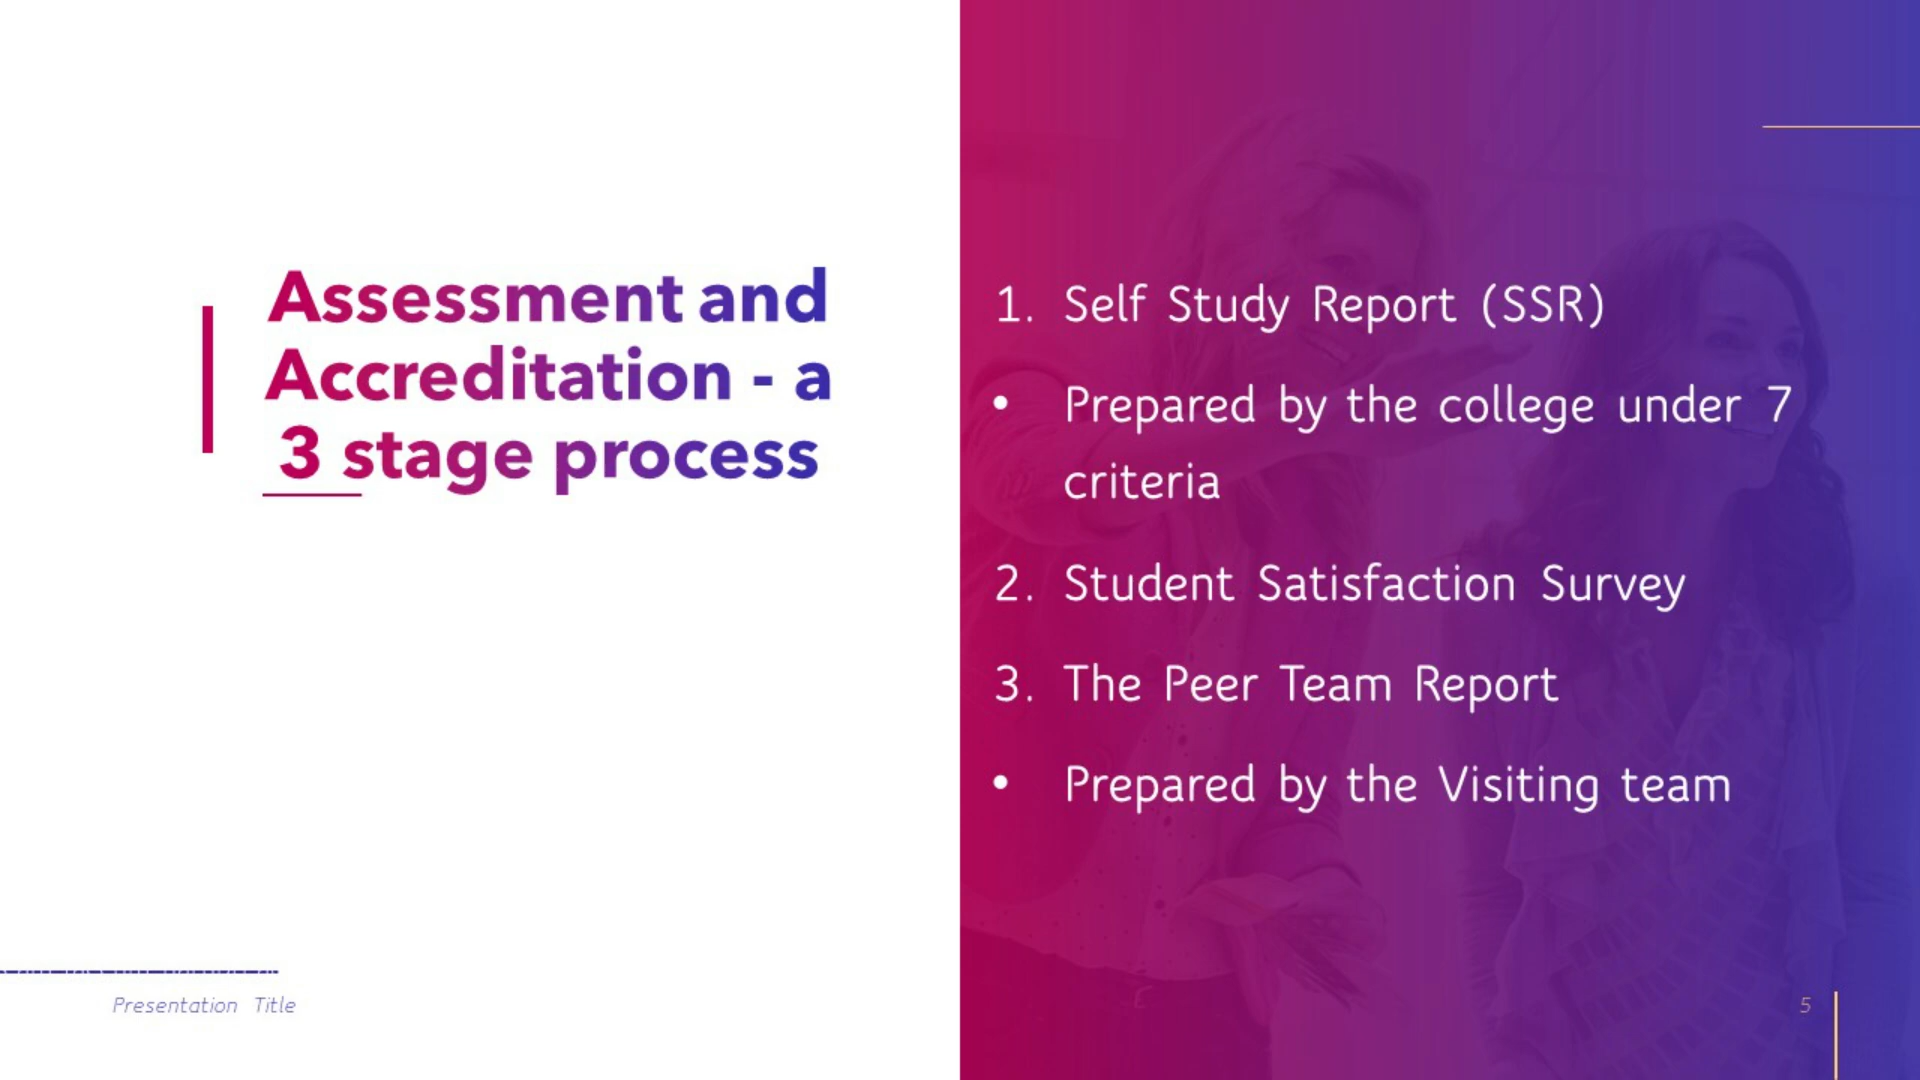 Assessment and
Accreditation - a
3 stage process
1. Self Study Report (SSR)
• Prepared by the college under 7
criteria
2. Student Satisfaction Survey
3. The Peer Team Report
• Prepared by the Visiting team
Presentation Title
5